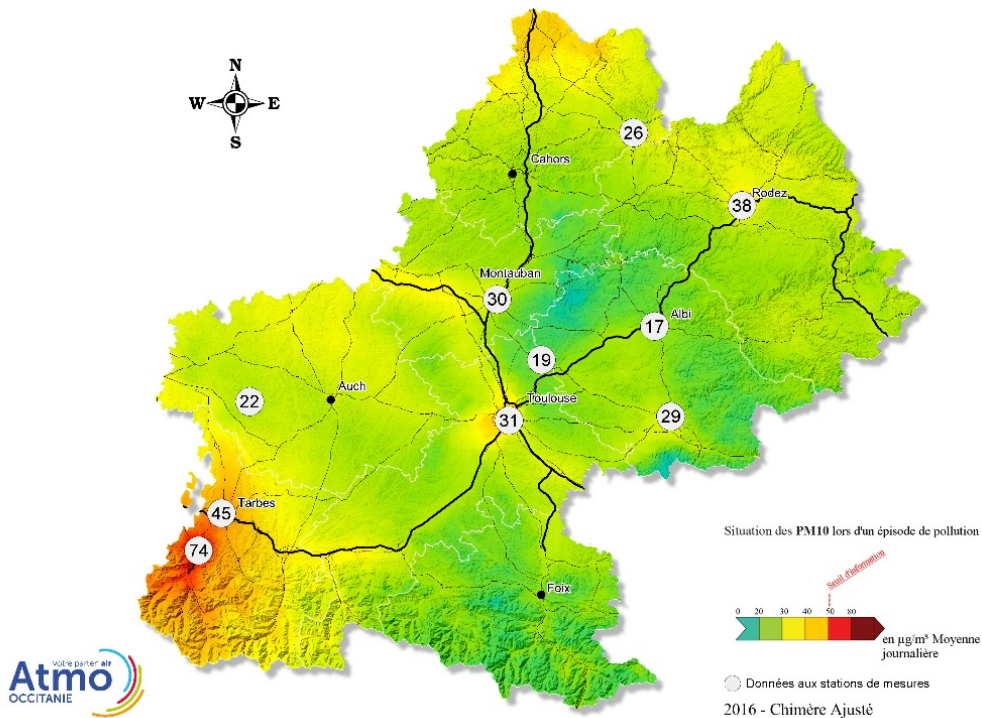 N
W E
S
26
Cahors
Rodez
38
Montauban
30
Albi
17
19
Auch
22
Toulouse
31
29
Tarbes
45
74
Foix
Situation des PM10 lors d'un épisode de pollution
Seuil d'information
0 20 30 40 50 80
en µg/m³ Moyenne
journalière
Données aux stations de mesures
2016 - Chimère Ajusté
votre parten'air
Atmo
OCCITANIE